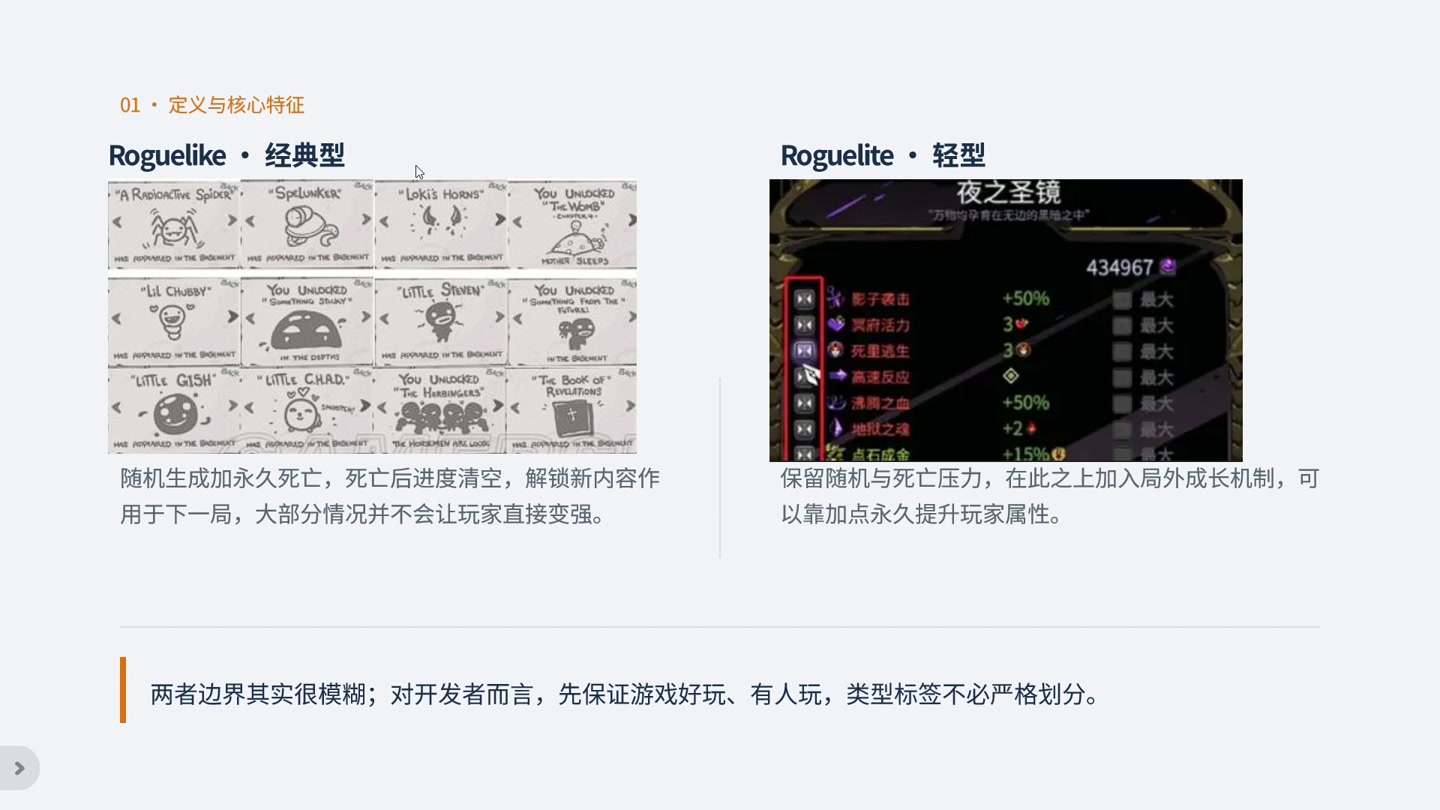 01 · 定义与核心特征
Roguelike · 经典型
"A RADIOACTIVE SPIDER"
HAS APPEARED IN THE BASEMENT
"SPELUNKER"
HAS APPEARED IN THE BASEMENT
"LOKI'S HORNS"
HAS APPEARED IN THE BASEMENT
YOU UNLOCKED
"THE WOMB"
-CHAPTER 4-
MOTHER SLEEPS
"LIL CHUBBY"
HAS APPEARED IN THE BASEMENT
YOU UNLOCKED
"SOMETHING STICKY"
IN THE DEPTHS
"LITTLE STEVEN"
HAS APPEARED IN THE BASEMENT
YOU UNLOCKED
"SOMETHING FROM THE
FUTURE!"
IN THE BASEMENT
"LITTLE GISH"
HAS APPEARED IN THE BASEMENT
"LITTLE C.H.A.D."
SMOOTCH!
HAS APPEARED IN THE BASEMENT
YOU UNLOCKED
"THE HARBINGERS"
THE HORSEMEN ARE LOOSE
"THE BOOK OF
REVELATIONS"
HAS APPEARED IN THE BASEMENT
随机生成加永久死亡，死亡后进度清空，解锁新内容作
用于下一局，大部分情况并不会让玩家直接变强。
Roguelite · 轻型
夜之圣镜
"万物均孕育在无边的黑暗之中"
434967
影子袭击 +50% 最大
冥府活力 3 最大
死里逃生 3 最大
高速反应 最大
沸腾之血 +50% 最大
地狱之魂 +2 最大
点石成金 +15% 最大
保留随机与死亡压力，在此之上加入局外成长机制，可
以靠加点永久提升玩家属性。
两者边界其实很模糊；对开发者而言，先保证游戏好玩、有人玩，类型标签不必严格划分。